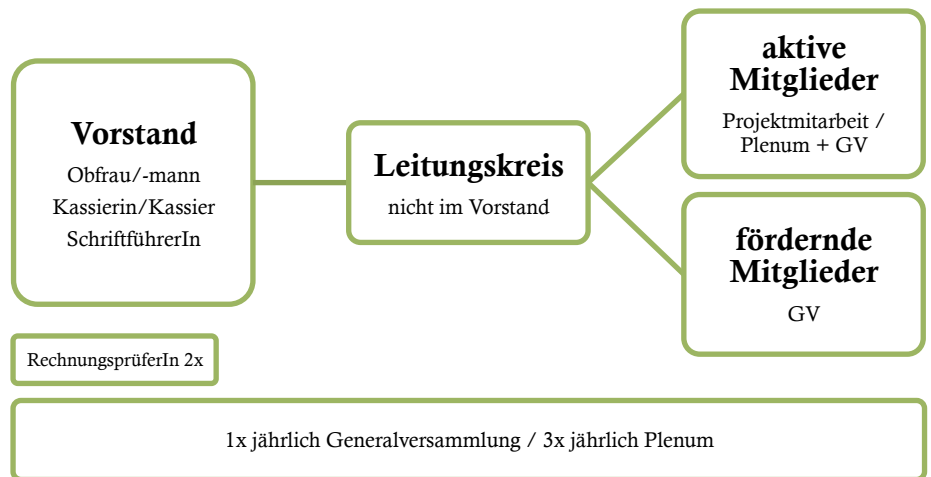 Vorstand
Obfrau/-mann
Kassierin/Kassier
SchriftführerIn
Leitungskreis
nicht im Vorstand
aktive
Mitglieder
Projektmitarbeit /
Plenum + GV
fördernde
Mitglieder
GV
RechnungsprüferIn 2x
1x jährlich Generalversammlung / 3x jährlich Plenum